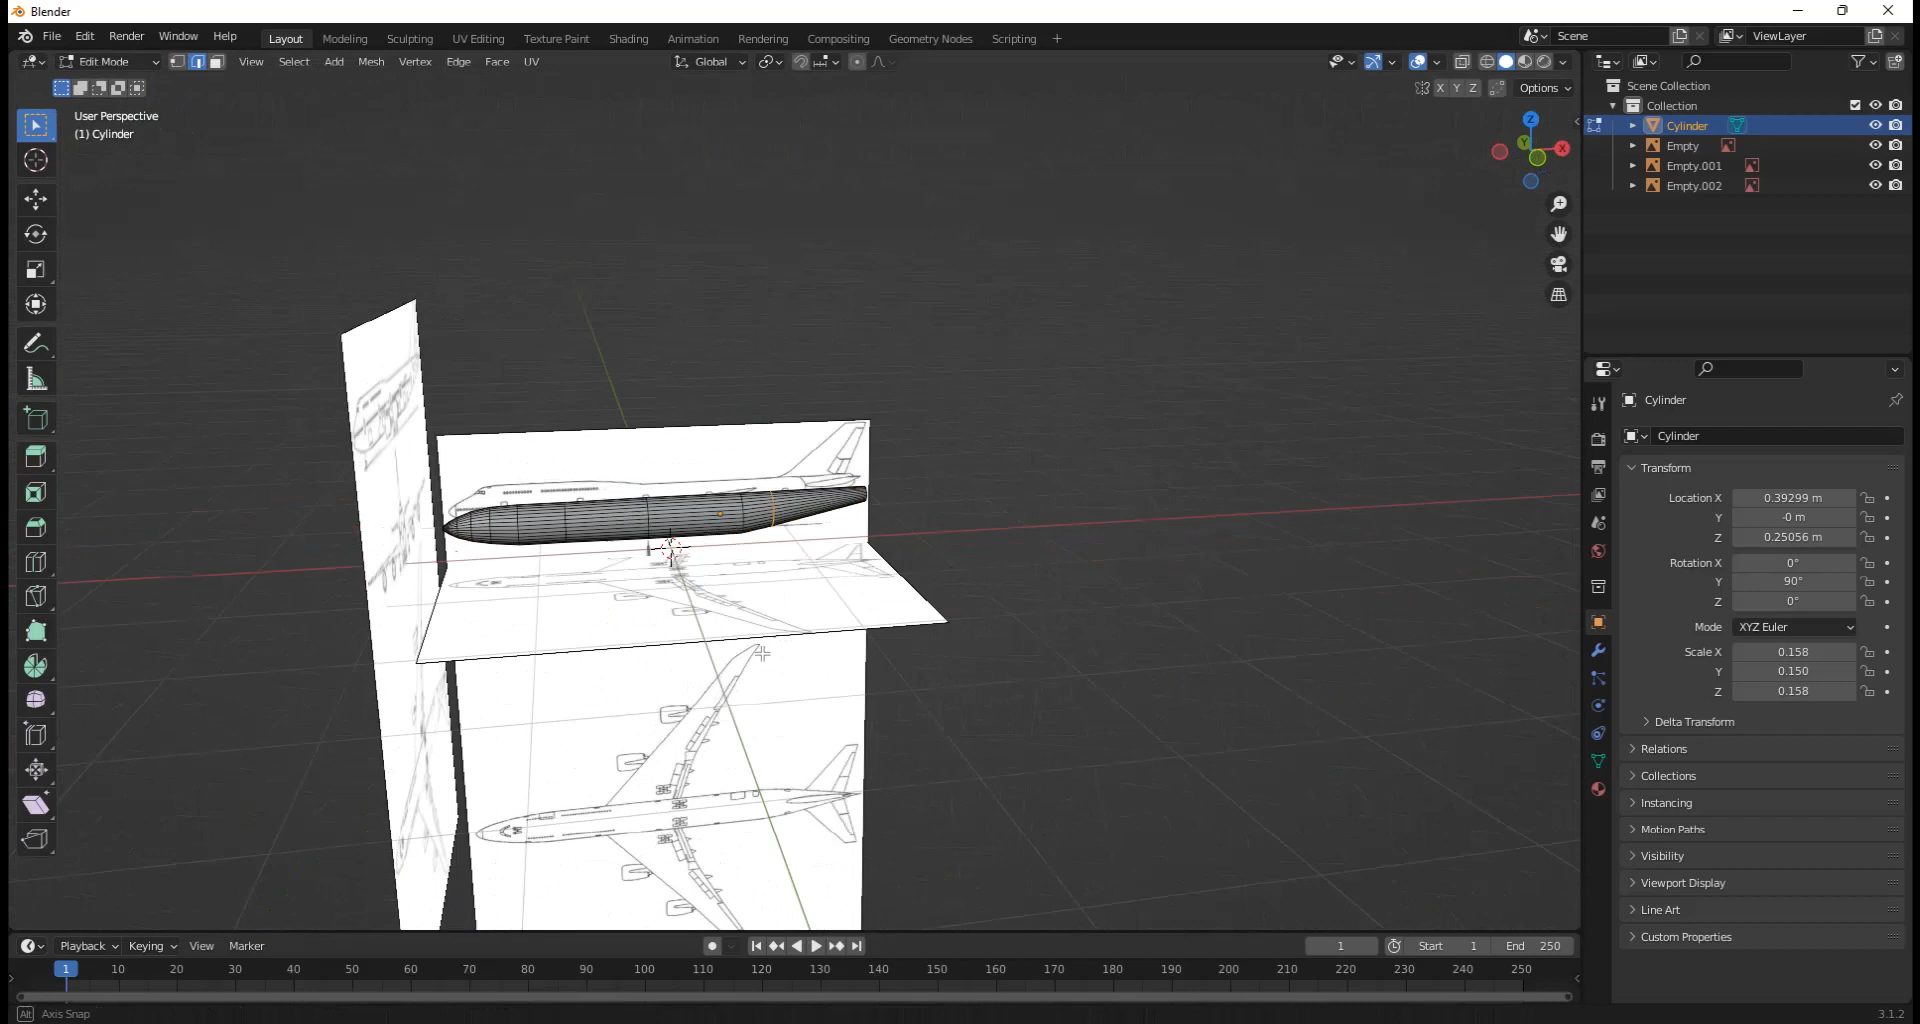 Blender
File Edit Render Window Help Layout Modeling Sculpting UV Editing Texture Paint Shading Animation Rendering Compositing Geometry Nodes Scripting + Scene ViewLayer
Edit Mode View Select Add Mesh Vertex Edge Face UV Global
X Y Z Options
Scene Collection
Collection
Cylinder
Empty
Empty.001
Empty.002
User Perspective
(1) Cylinder
Z
Y
X
Cylinder
Cylinder
Transform
Location X 0.39299 m
Y -0 m
Z 0.25056 m
Rotation X 0°
Y 90°
Z 0°
Mode XYZ Euler
Scale X 0.158
Y 0.150
Z 0.158
Delta Transform
Relations
Collections
Instancing
Motion Paths
Visibility
Viewport Display
Line Art
Custom Properties
Playback Keying View Marker 1 Start 1 End 250
1 10 20 30 40 50 60 70 80 90 100 110 120 130 140 150 160 170 180 190 200 210 220 230 240 250
Alt Axis Snap 3.1.2